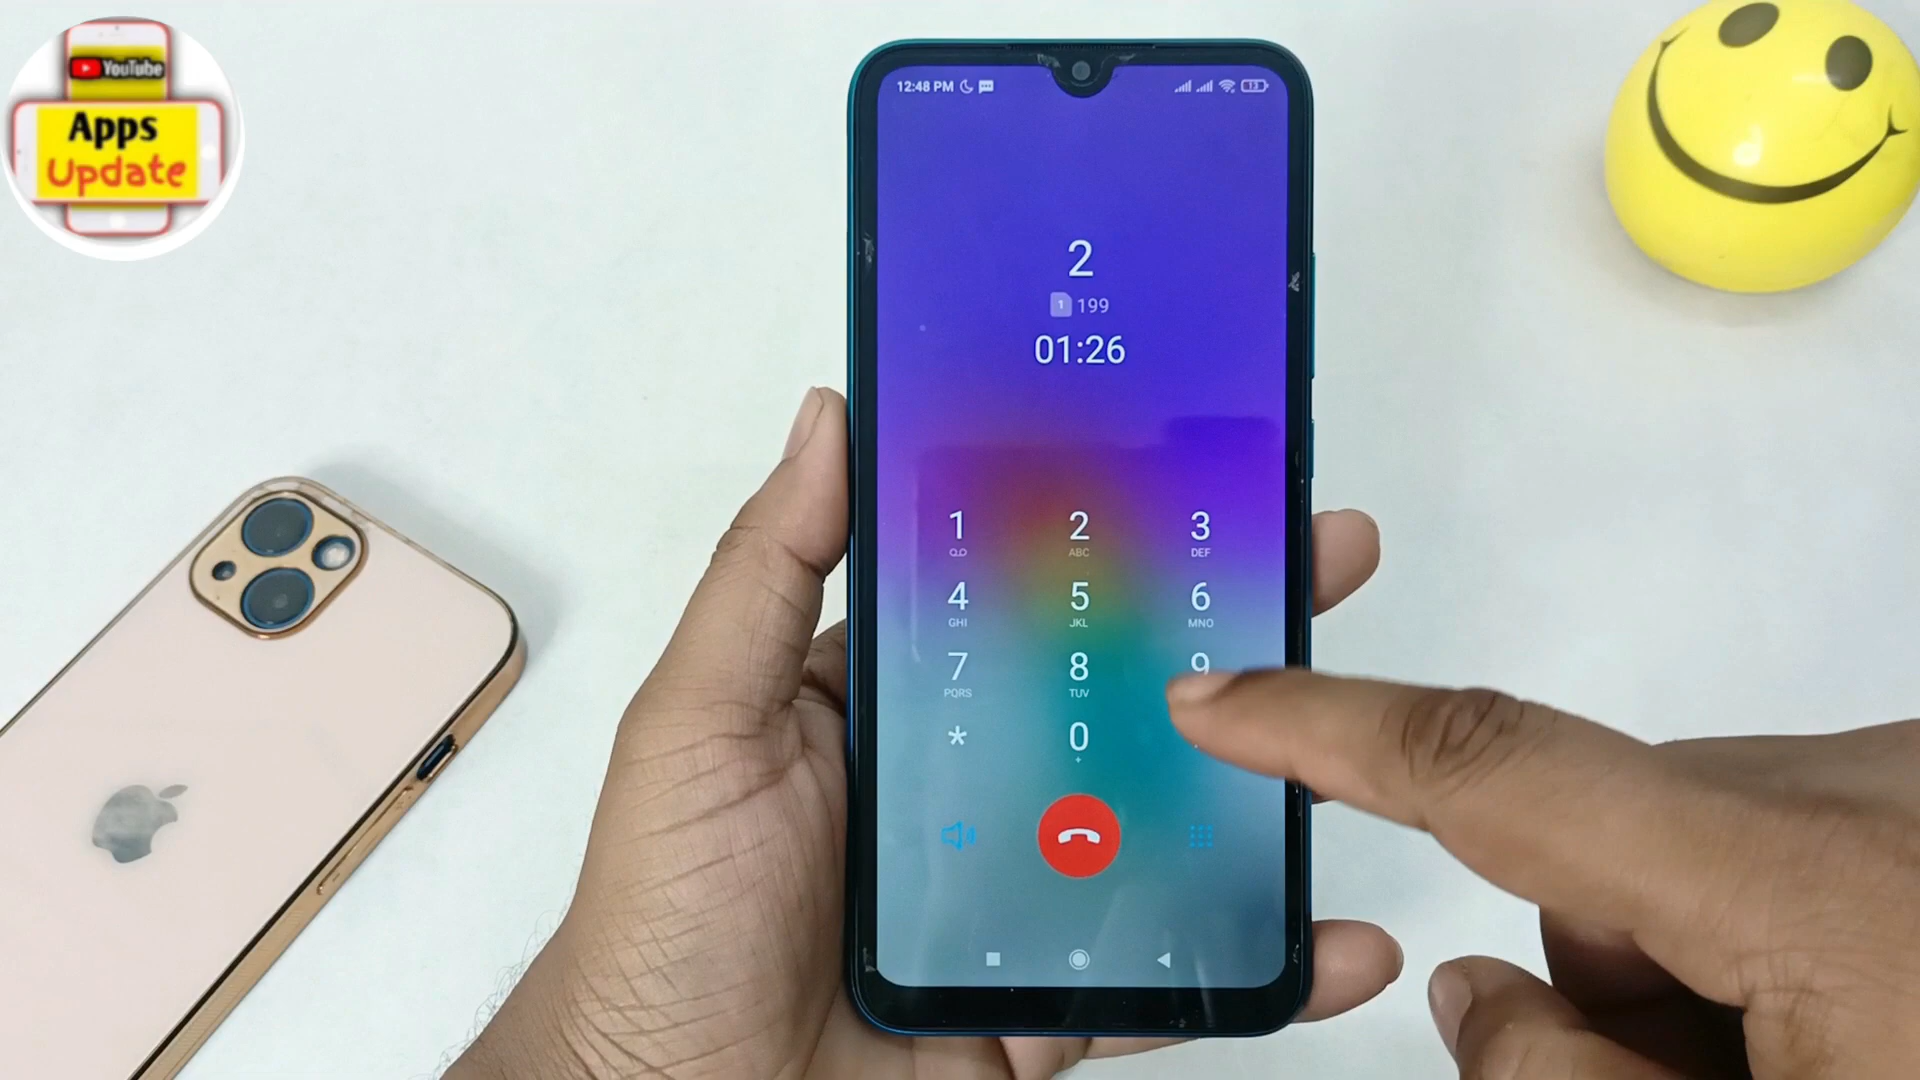 YouTube
Apps
Update
12:48 PM
13
2
1 199
01:26
1 2 3
ABC DEF
4 5 6
GHI JKL MNO
7 8 9
PQRS TUV
* 0
+